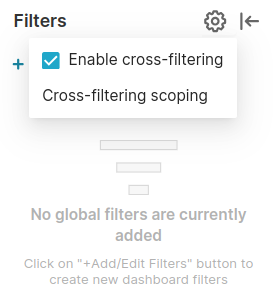 Filters
Enable cross-filtering
+
Cross-filtering scoping
No global filters are currently
added
Click on "+Add/Edit Filters" button to
create new dashboard filters